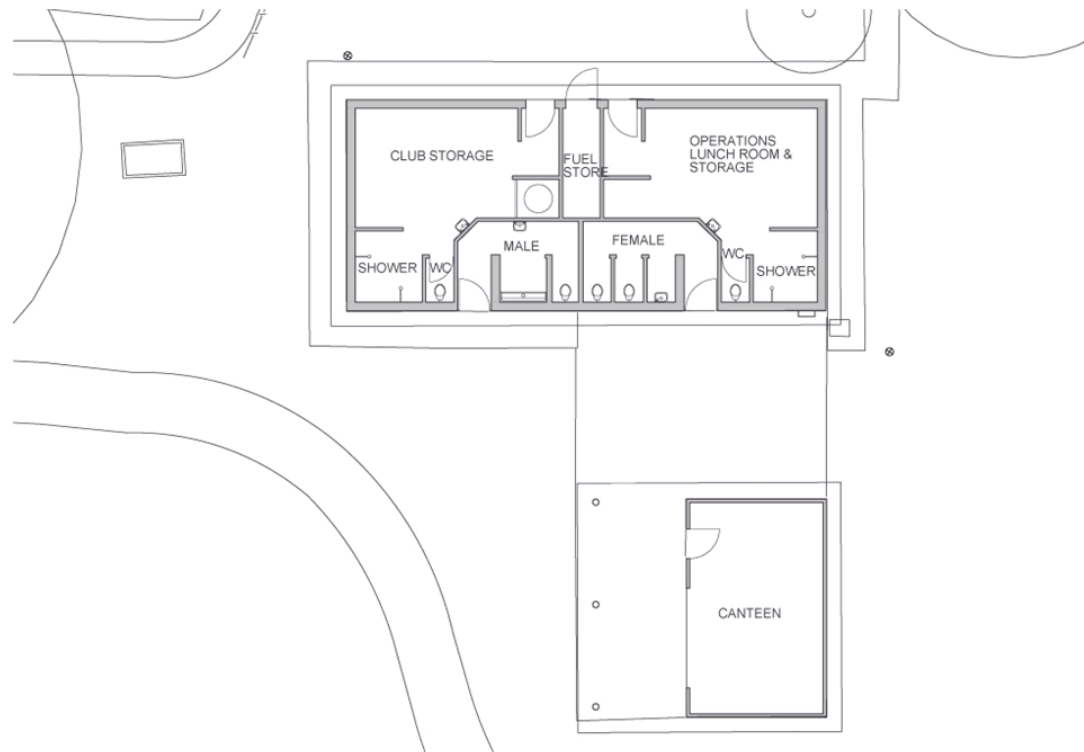 CLUB STORAGE
FUEL
STORE
OPERATIONS
LUNCH ROOM &
STORAGE
MALE
FEMALE
SHOWER
WC
WC
SHOWER
CANTEEN